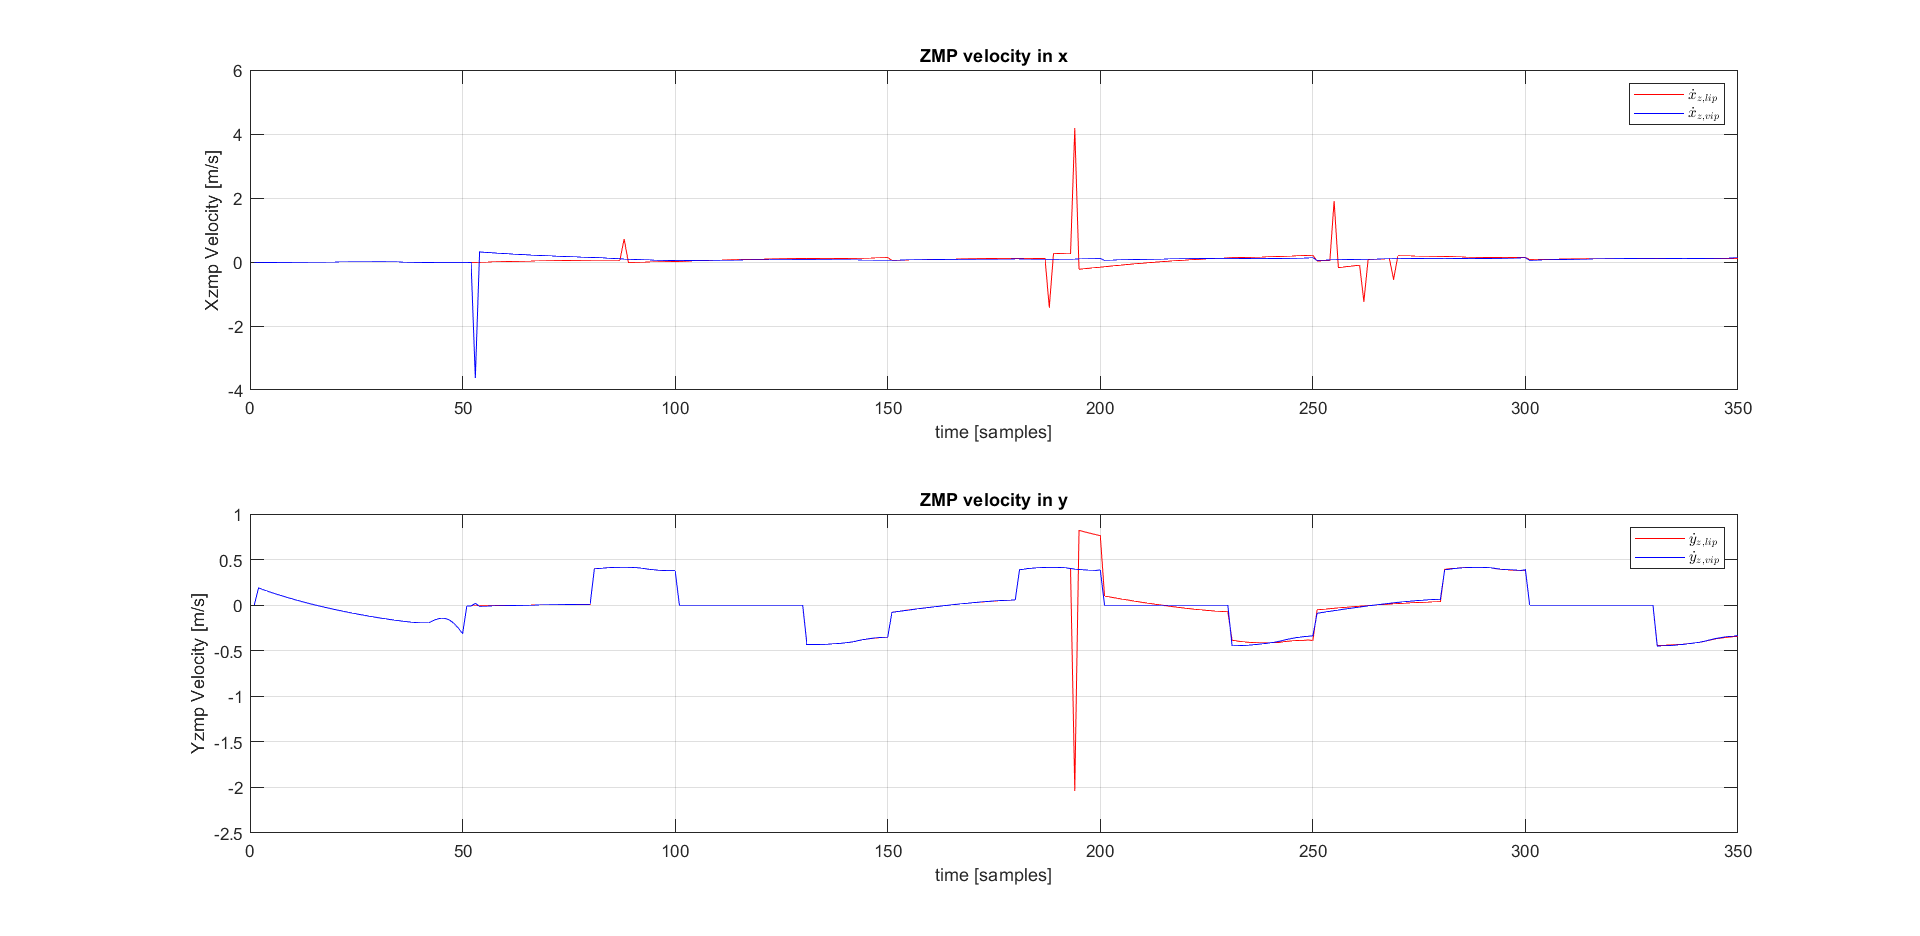 ZMP velocity in x
6
4
2
0
-2
-4
Xzmp Velocity [m/s]
ẋz,lip
ẋz,vip
0 50 100 150 200 250 300 350
time [samples]
ZMP velocity in y
1
0.5
0
-0.5
-1
-1.5
-2
-2.5
Yzmp Velocity [m/s]
ẏz,lip
ẏz,vip
0 50 100 150 200 250 300 350
time [samples]